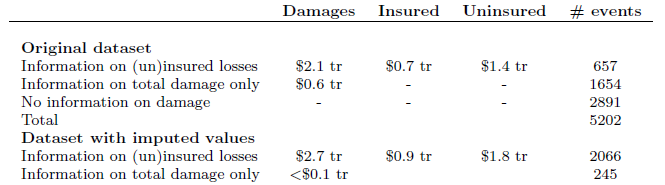 Damages Insured Uninsured # events
Original dataset
Information on (un)insured losses $2.1 tr $0.7 tr $1.4 tr 657
Information on total damage only $0.6 tr - - 1654
No information on damage - - - 2891
Total 5202
Dataset with imputed values
Information on (un)insured losses $2.7 tr $0.9 tr $1.8 tr 2066
Information on total damage only <$0.1 tr 245